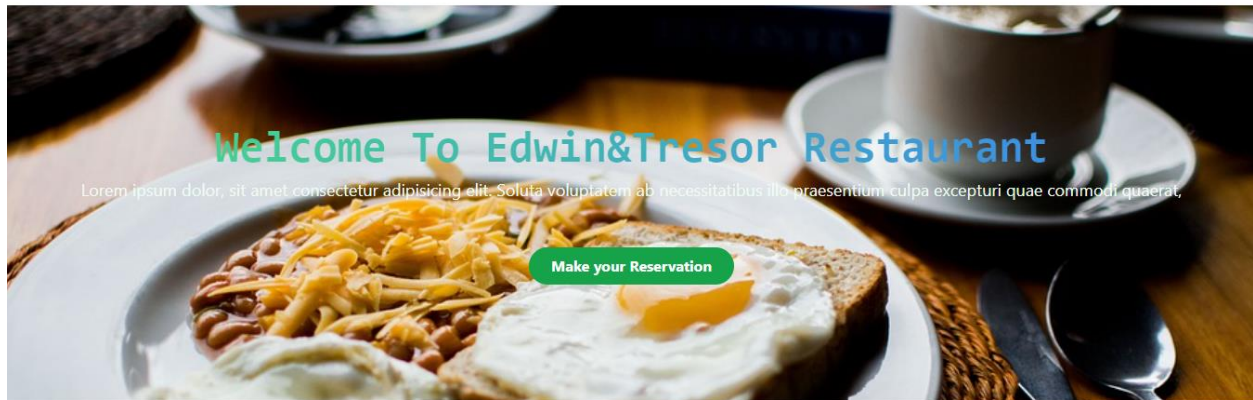 Welcome To Edwin&Tresor Restaurant
Lorem ipsum dolor, sit amet consectetur adipisicing elit. Soluta voluptatem ab necessitatibus illo praesentium culpa excepturi quae commodi quaerat,
Make your Reservation